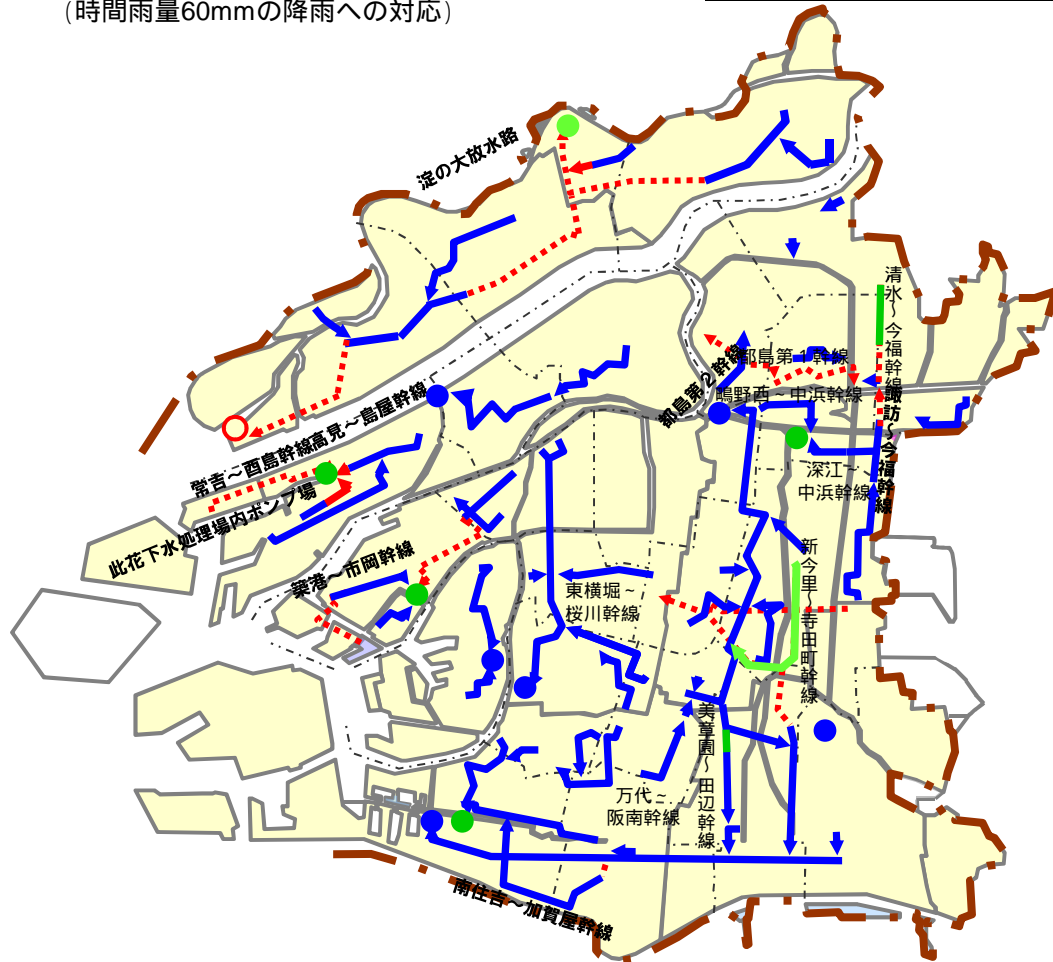 (時間雨量60mmの降雨への対応)
淀の大放水路
清水~今福幹線
都島第1幹線
都島第2幹線
鴫野西~中浜幹線
諏訪~今福幹線
高見~島屋幹線
常吉~酉島幹線
深江~
中浜幹線
此花下水処理場内ポンプ場
築港~市岡幹線
新今里~寺田町幹線
東横堀~
桜川幹線
美章園~田辺幹線
万代~
阪南幹線
南住吉~加賀屋幹線